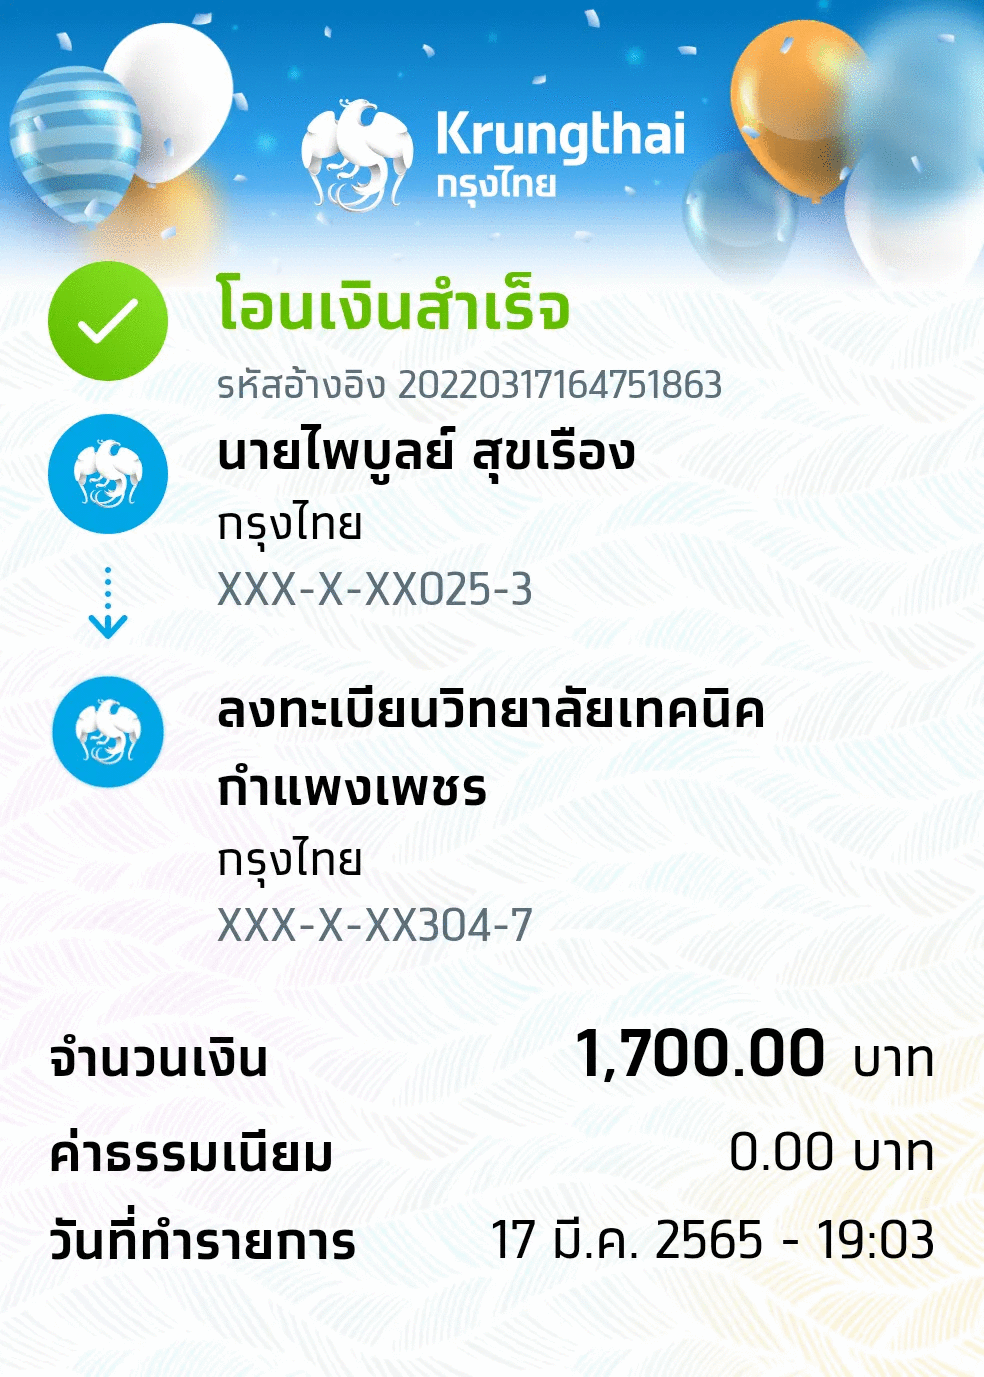 Krungthai
กรุงไทย
โอนเงินสำเร็จ
รหัสอ้างอิง 20220317164751863
นายไพบูลย์ สุขเรือง
กรุงไทย
XXX-X-XX025-3
ลงทะเบียนวิทยาลัยเทคนิค
กำแพงเพชร
กรุงไทย
XXX-X-XX304-7
จำนวนเงิน 1,700.00 บาท
ค่าธรรมเนียม 0.00 บาท
วันที่ทำรายการ 17 มี.ค. 2565 - 19:03